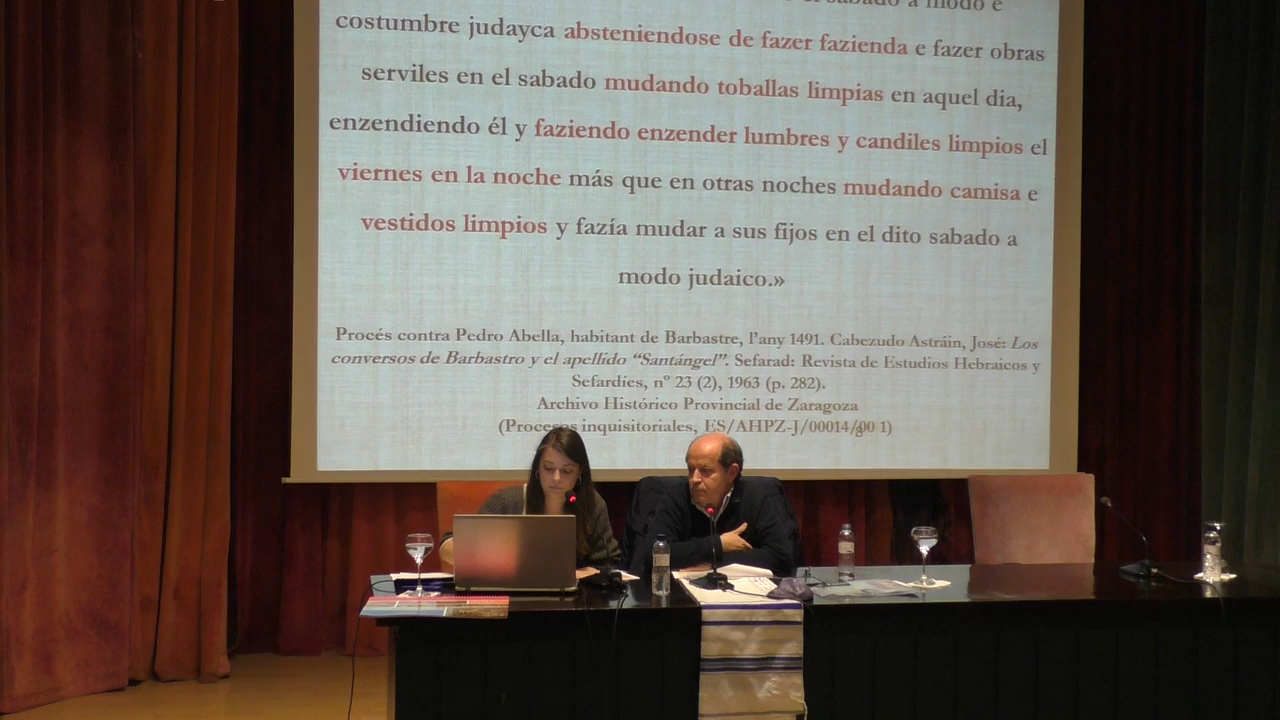 sabado a modo e
costumbre judayca absteniendose de fazer fazienda e fazer obras
serviles en el sabado mudando toballas limpias en aquel dia,
enzendiendo él y faziendo enzender lumbres y candiles limpios el
viernes en la noche más que en otras noches mudando camisa e
vestidos limpios y fazía mudar a sus fijos en el dito sabado a
modo judaico.»
Procés contra Pedro Abella, habitant de Barbastre, l'any 1491. Cabezudo Astráin, José: Los
conversos de Barbastro y el apellido “Santángel”. Sefarad: Revista de Estudios Hebraicos y
Sefardíes, nº 23 (2), 1963 (p. 282).
Archivo Histórico Provincial de Zaragoza
(Procesos inquisitoriales, ES/AHPZ-J/00014/